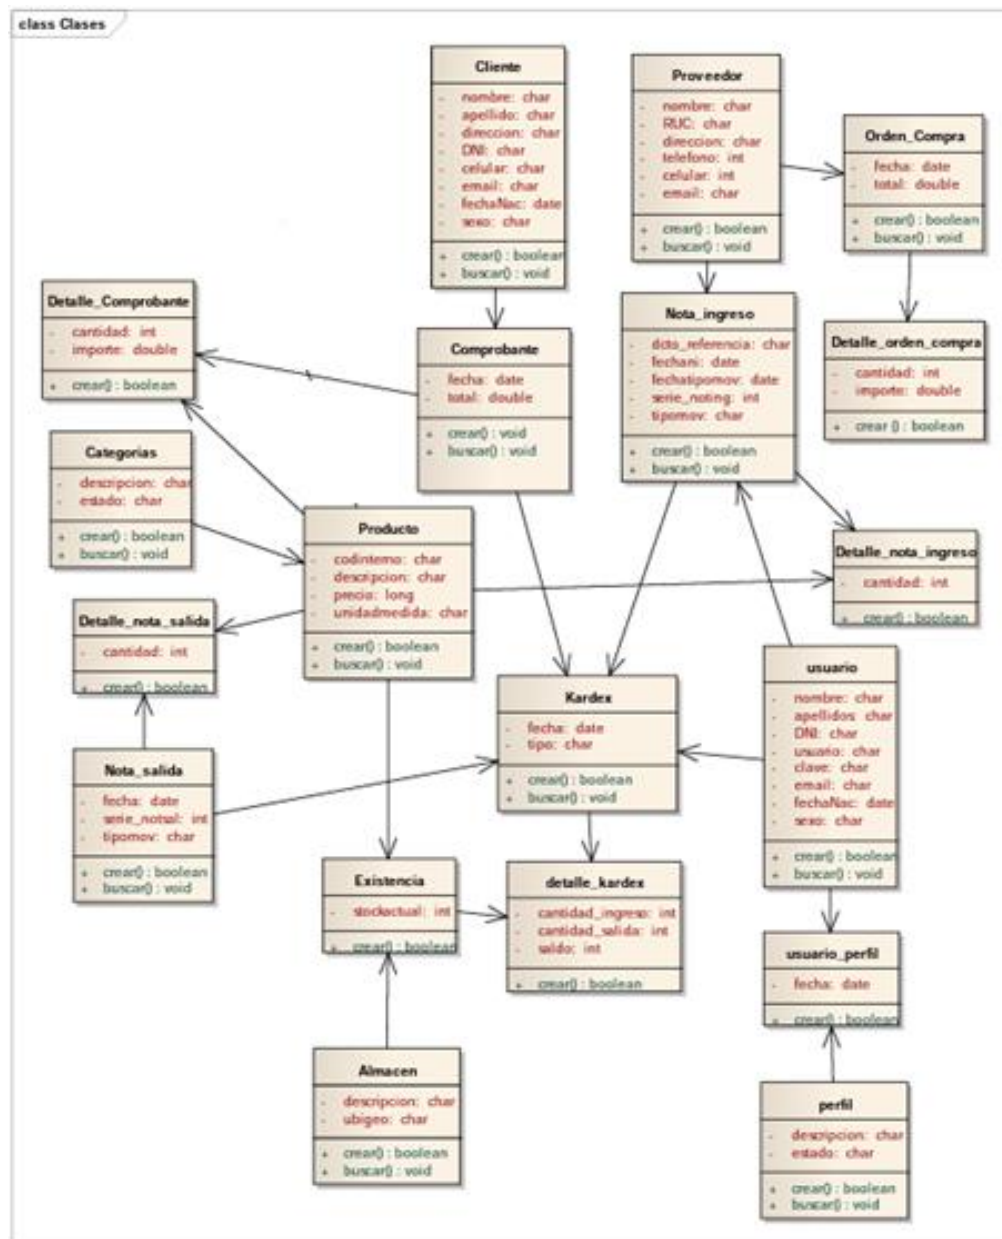 class Clases
Cliente
- nombre: char
- apellido: char
- direccion: char
- DNI: char
- celular: char
- email: char
- fechaNac: date
- sexo: char
+ crear() : boolean
+ buscar() : void
Proveedor
- nombre: char
- RUC: char
- direccion: char
- telefono: int
- celular: int
- email: char
+ crear() : boolean
+ buscar() : void
Orden_Compra
- fecha: date
- total: double
+ crear() : boolean
+ buscar() : void
Detalle_Comprobante
- cantidad: int
- importe: double
+ crear() : boolean
Comprobante
- fecha: date
- total: double
+ crear() : void
+ buscar() : void
Nota_ingreso
- dcto_referencia: char
- fechani: date
- fechatipomov: date
- serie_noting: int
- tipomov: char
+ crear() : boolean
+ buscar() : void
Detalle_orden_compra
- cantidad: int
- importe: double
+ crear () : boolean
Categorias
- descripcion: char
- estado: char
+ crear() : boolean
+ buscar() : void
Producto
- codinterno: char
- descripcion: char
- precio: long
- unidadmedida: char
+ crear() : boolean
+ buscar() : void
Detalle_nota_ingreso
- cantidad: int
+ crear() : boolean
Detalle_nota_salida
- cantidad: int
+ crear() : boolean
Kardex
- fecha: date
- tipo: char
+ crear() : boolean
+ buscar() : void
usuario
- nombre: char
- apellidos: char
- DNI: char
- usuario: char
- clave: char
- email: char
- fechaNac: date
- sexo: char
+ crear() : boolean
+ buscar() : void
Nota_salida
- fecha: date
- serie_notsal: int
- tipomov: char
+ crear() : boolean
+ buscar() : void
Existencia
- stockactual: int
+ crear() : boolean
detalle_kardex
- cantidad_ingreso: int
- cantidad_salida: int
- saldo: int
+ crear() : boolean
usuario_perfil
- fecha: date
+ crear() : boolean
Almacen
- descripcion: char
- ubigeo: char
+ crear() : boolean
+ buscar() : void
perfil
- descripcion: char
- estado: char
+ crear() : boolean
+ buscar() : void